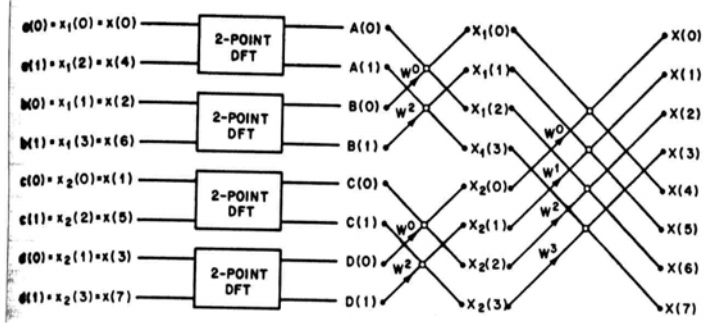 a(0)=x₁(0)=x(0) 2-POINT DFT A(0) X₁(0) X(0)
a(1)=x₁(2)=x(4) A(1) W⁰ X₁(1) X(1)
b(0)=x₁(1)=x(2) 2-POINT DFT B(0) W² X₁(2) X(2)
b(1)=x₁(3)=x(6) B(1) X₁(3) W⁰ X(3)
c(0)=x₂(0)=x(1) 2-POINT DFT C(0) X₂(0) W¹ X(4)
c(1)=x₂(2)=x(5) C(1) W⁰ X₂(1) W² X(5)
d(0)=x₂(1)=x(3) 2-POINT DFT D(0) W² X₂(2) W³ X(6)
d(1)=x₂(3)=x(7) D(1) X₂(3) X(7)